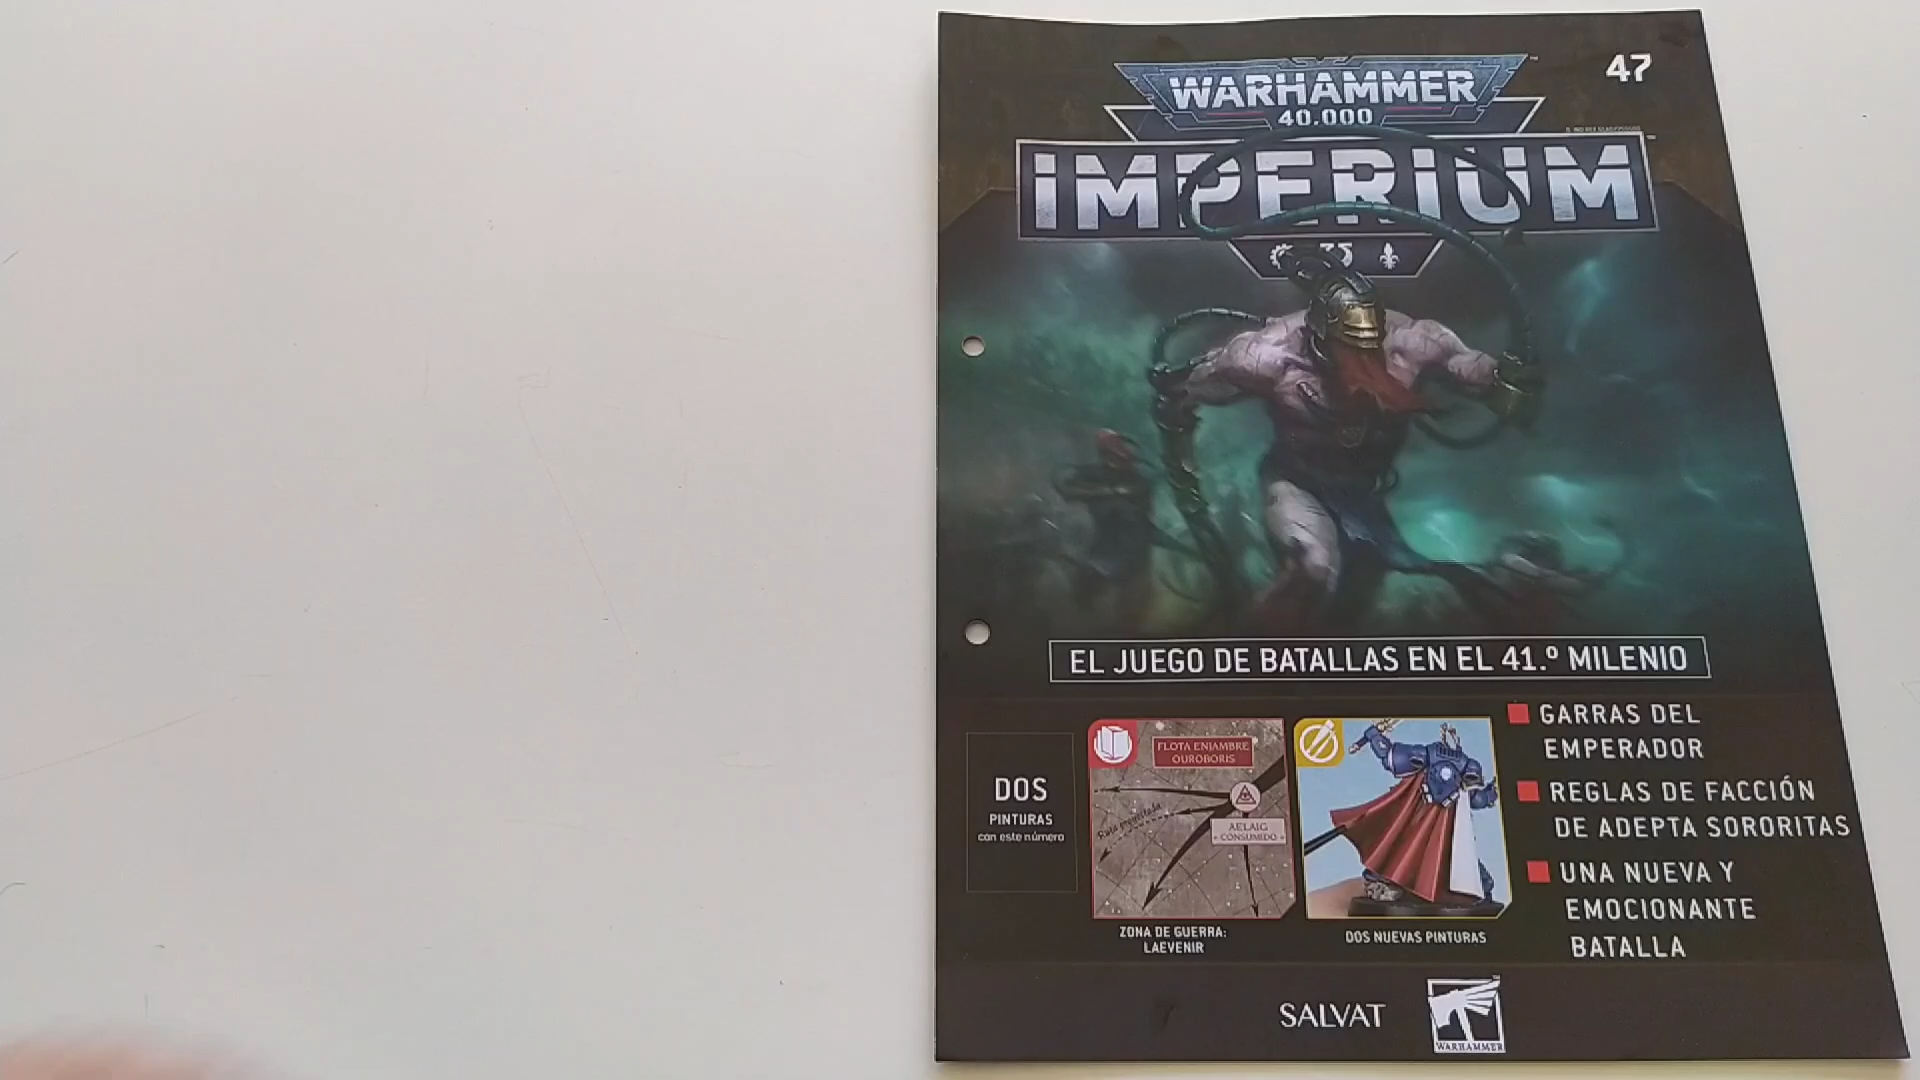 47
WARHAMMER
40.000
IMPERIUM
EL JUEGO DE BATALLAS EN EL 41.º MILENIO
DOS
PINTURAS
con este número
FLOTA ENJAMBRE
OUROBORIS
Ruta proyectada
AELAIG
CONSUMIDO
ZONA DE GUERRA:
LAEVENIR
DOS NUEVAS PINTURAS
GARRAS DEL
EMPERADOR
REGLAS DE FACCIÓN
DE ADEPTA SORORITAS
UNA NUEVA Y
EMOCIONANTE
BATALLA
SALVAT
WARHAMMER